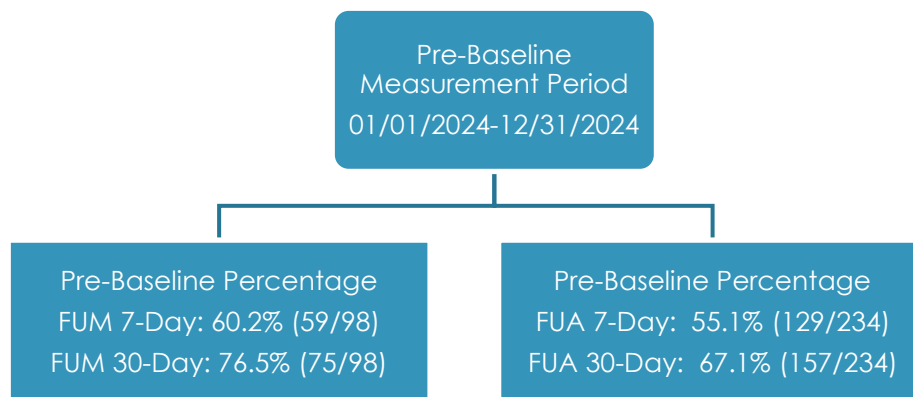 Pre-Baseline
Measurement Period
01/01/2024-12/31/2024
Pre-Baseline Percentage
FUM 7-Day: 60.2% (59/98)
FUM 30-Day: 76.5% (75/98)
Pre-Baseline Percentage
FUA 7-Day:  55.1% (129/234)
FUA 30-Day:  67.1% (157/234)